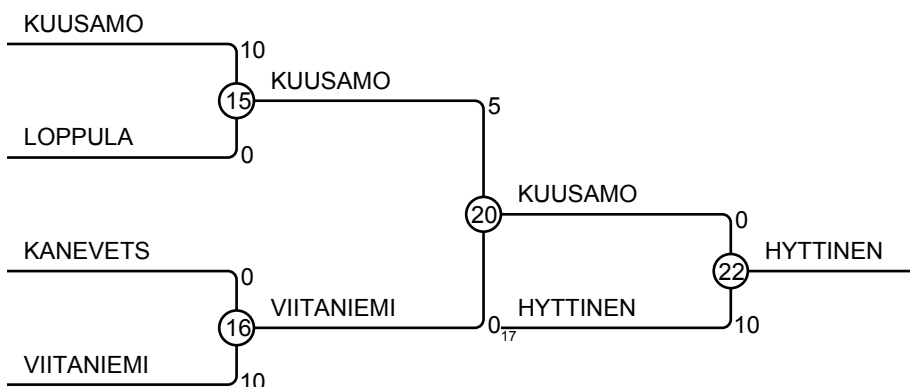 KUUSAMO
10
15 KUUSAMO
5
LOPPULA
0
20 KUUSAMO
0
KANEVETS
0
22 HYTTINEN
16 VIITANIEMI
0 17 HYTTINEN
10
VIITANIEMI
10